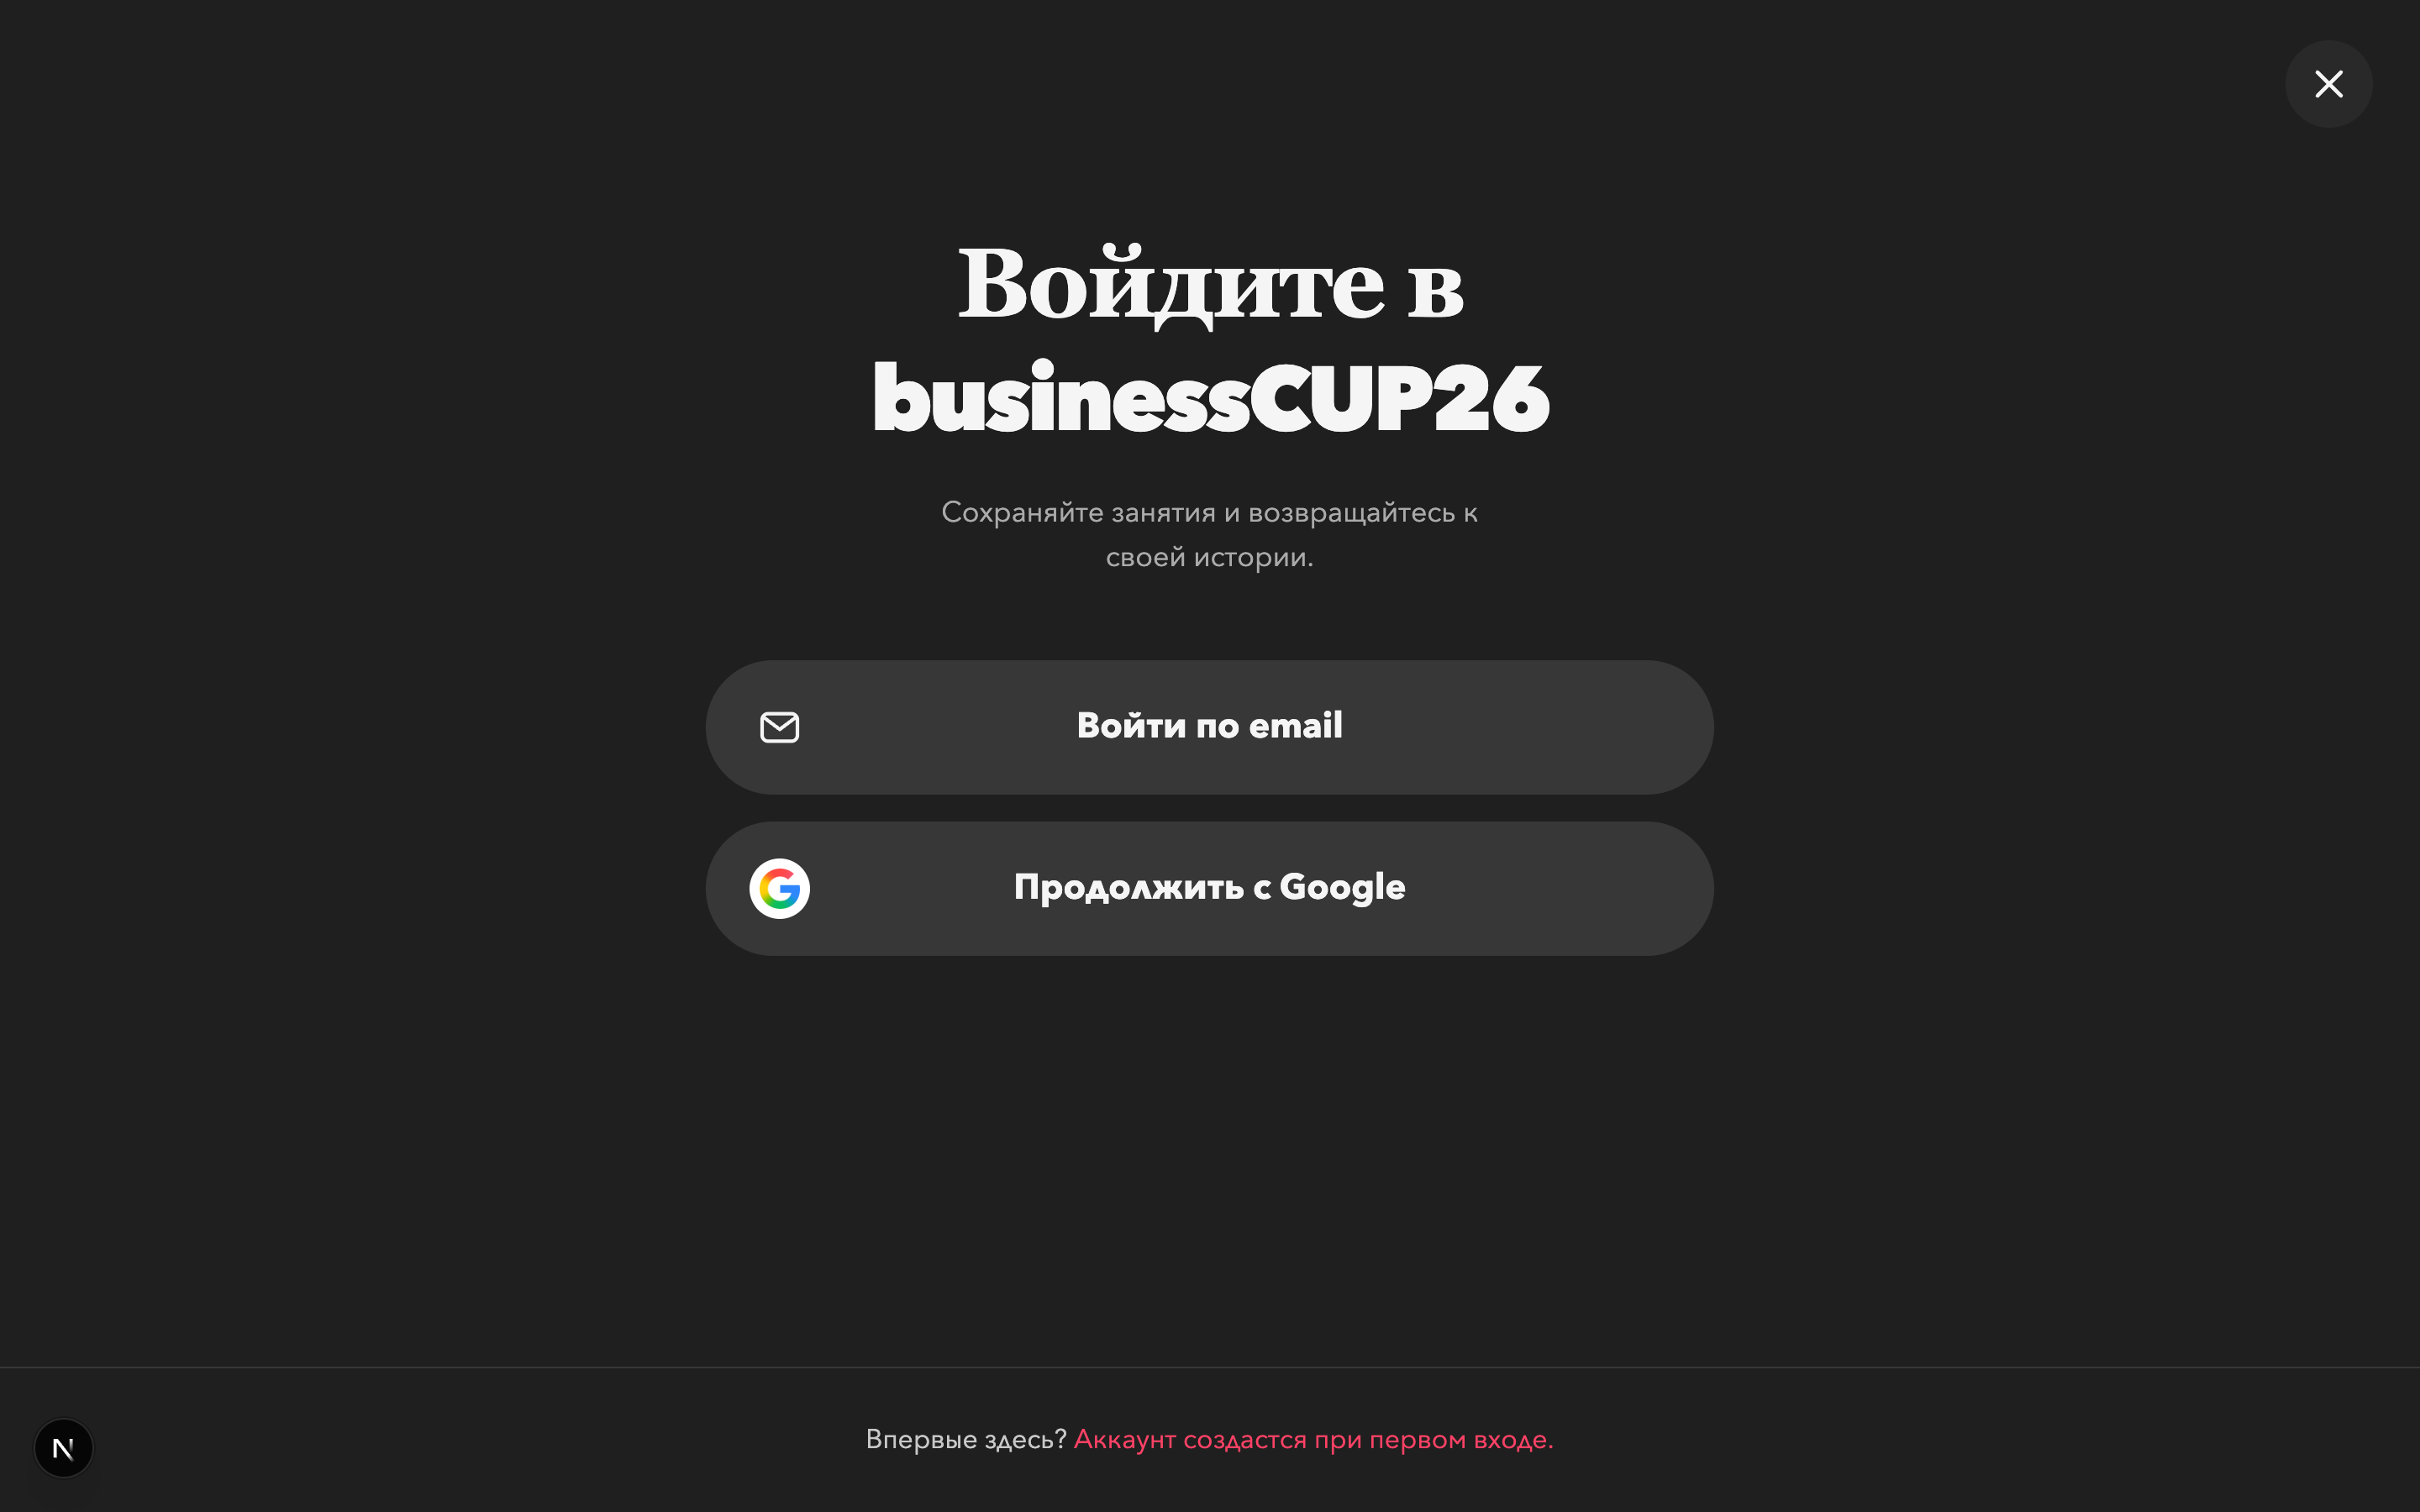 Войдите в
businessCUP26
Сохраняйте занятия и возвращайтесь к
своей истории.
Войти по email
Продолжить с Google
Впервые здесь? Аккаунт создастся при первом входе.
N